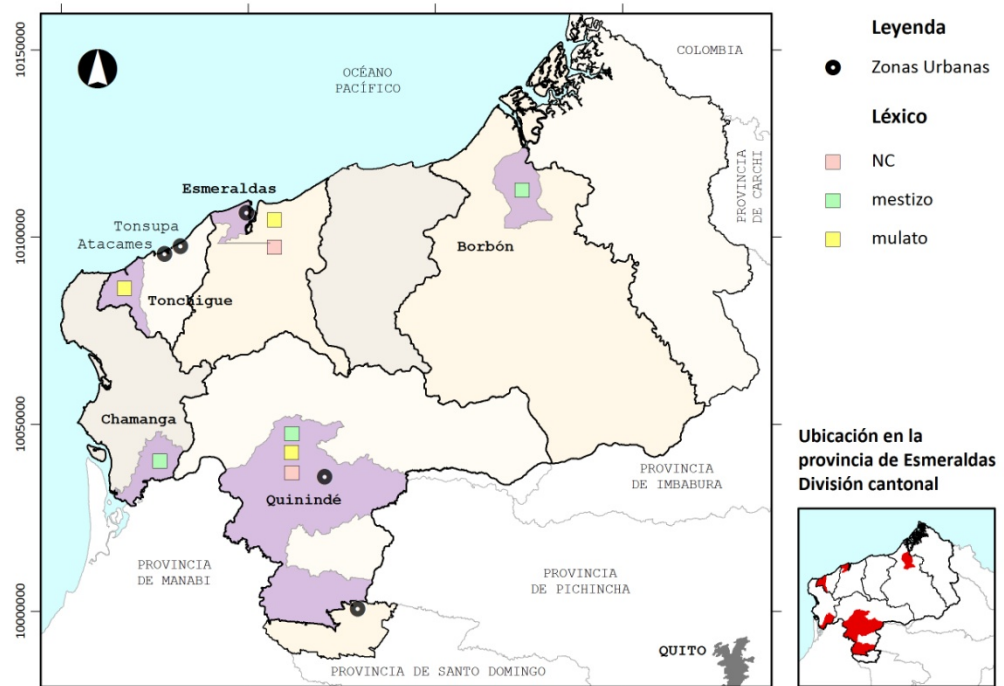 10150000
10100000
10050000
10000000
COLOMBIA
OCÉANO
PACÍFICO
PROVINCIA
DE CARCHI
Esmeraldas
Tonsupa
Atacames
Borbón
Tonchigue
Chamanga
Quinindé
PROVINCIA
DE IMBABURA
PROVINCIA
DE MANABI
PROVINCIA
DE PICHINCHA
QUITO
PROVINCIA DE SANTO DOMINGO
Leyenda
Zonas Urbanas
Léxico
NC
mestizo
mulato
Ubicación en la
provincia de Esmeraldas
División cantonal